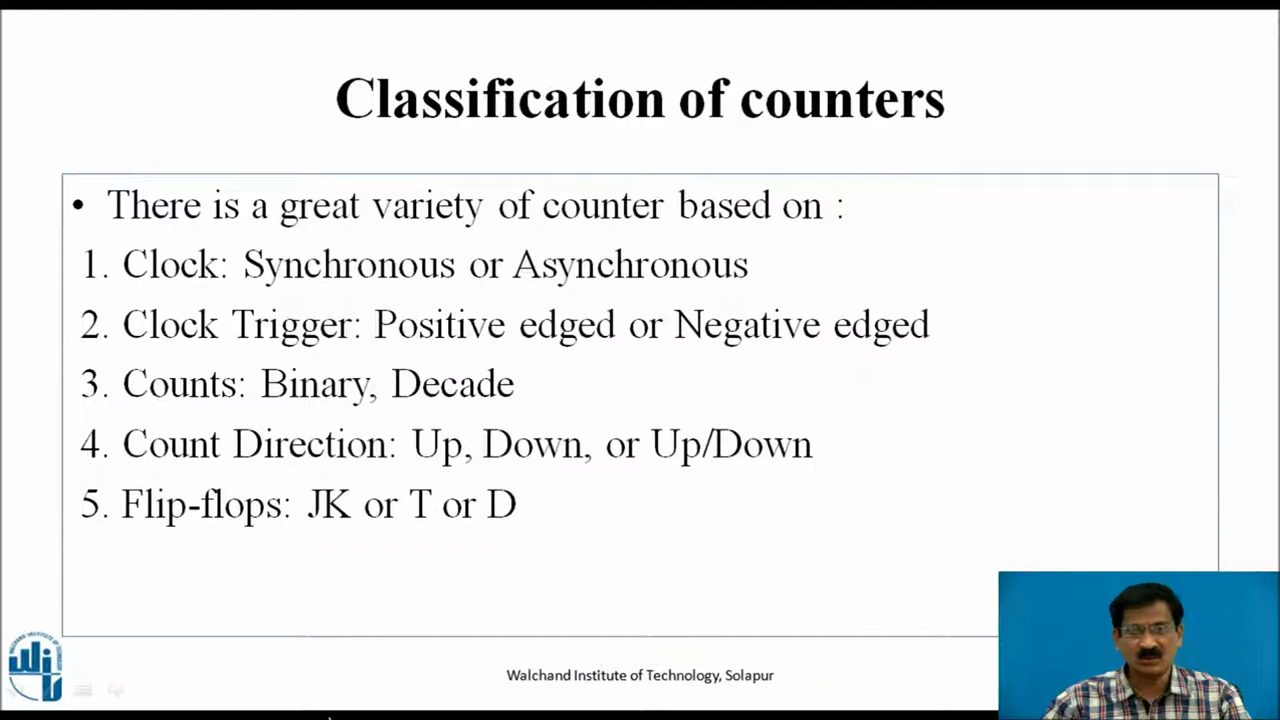 Classification of counters
• There is a great variety of counter based on :
1. Clock: Synchronous or Asynchronous
2. Clock Trigger: Positive edged or Negative edged
3. Counts: Binary, Decade
4. Count Direction: Up, Down, or Up/Down
5. Flip-flops: JK or T or D
Walchand Institute of Technology, Solapur